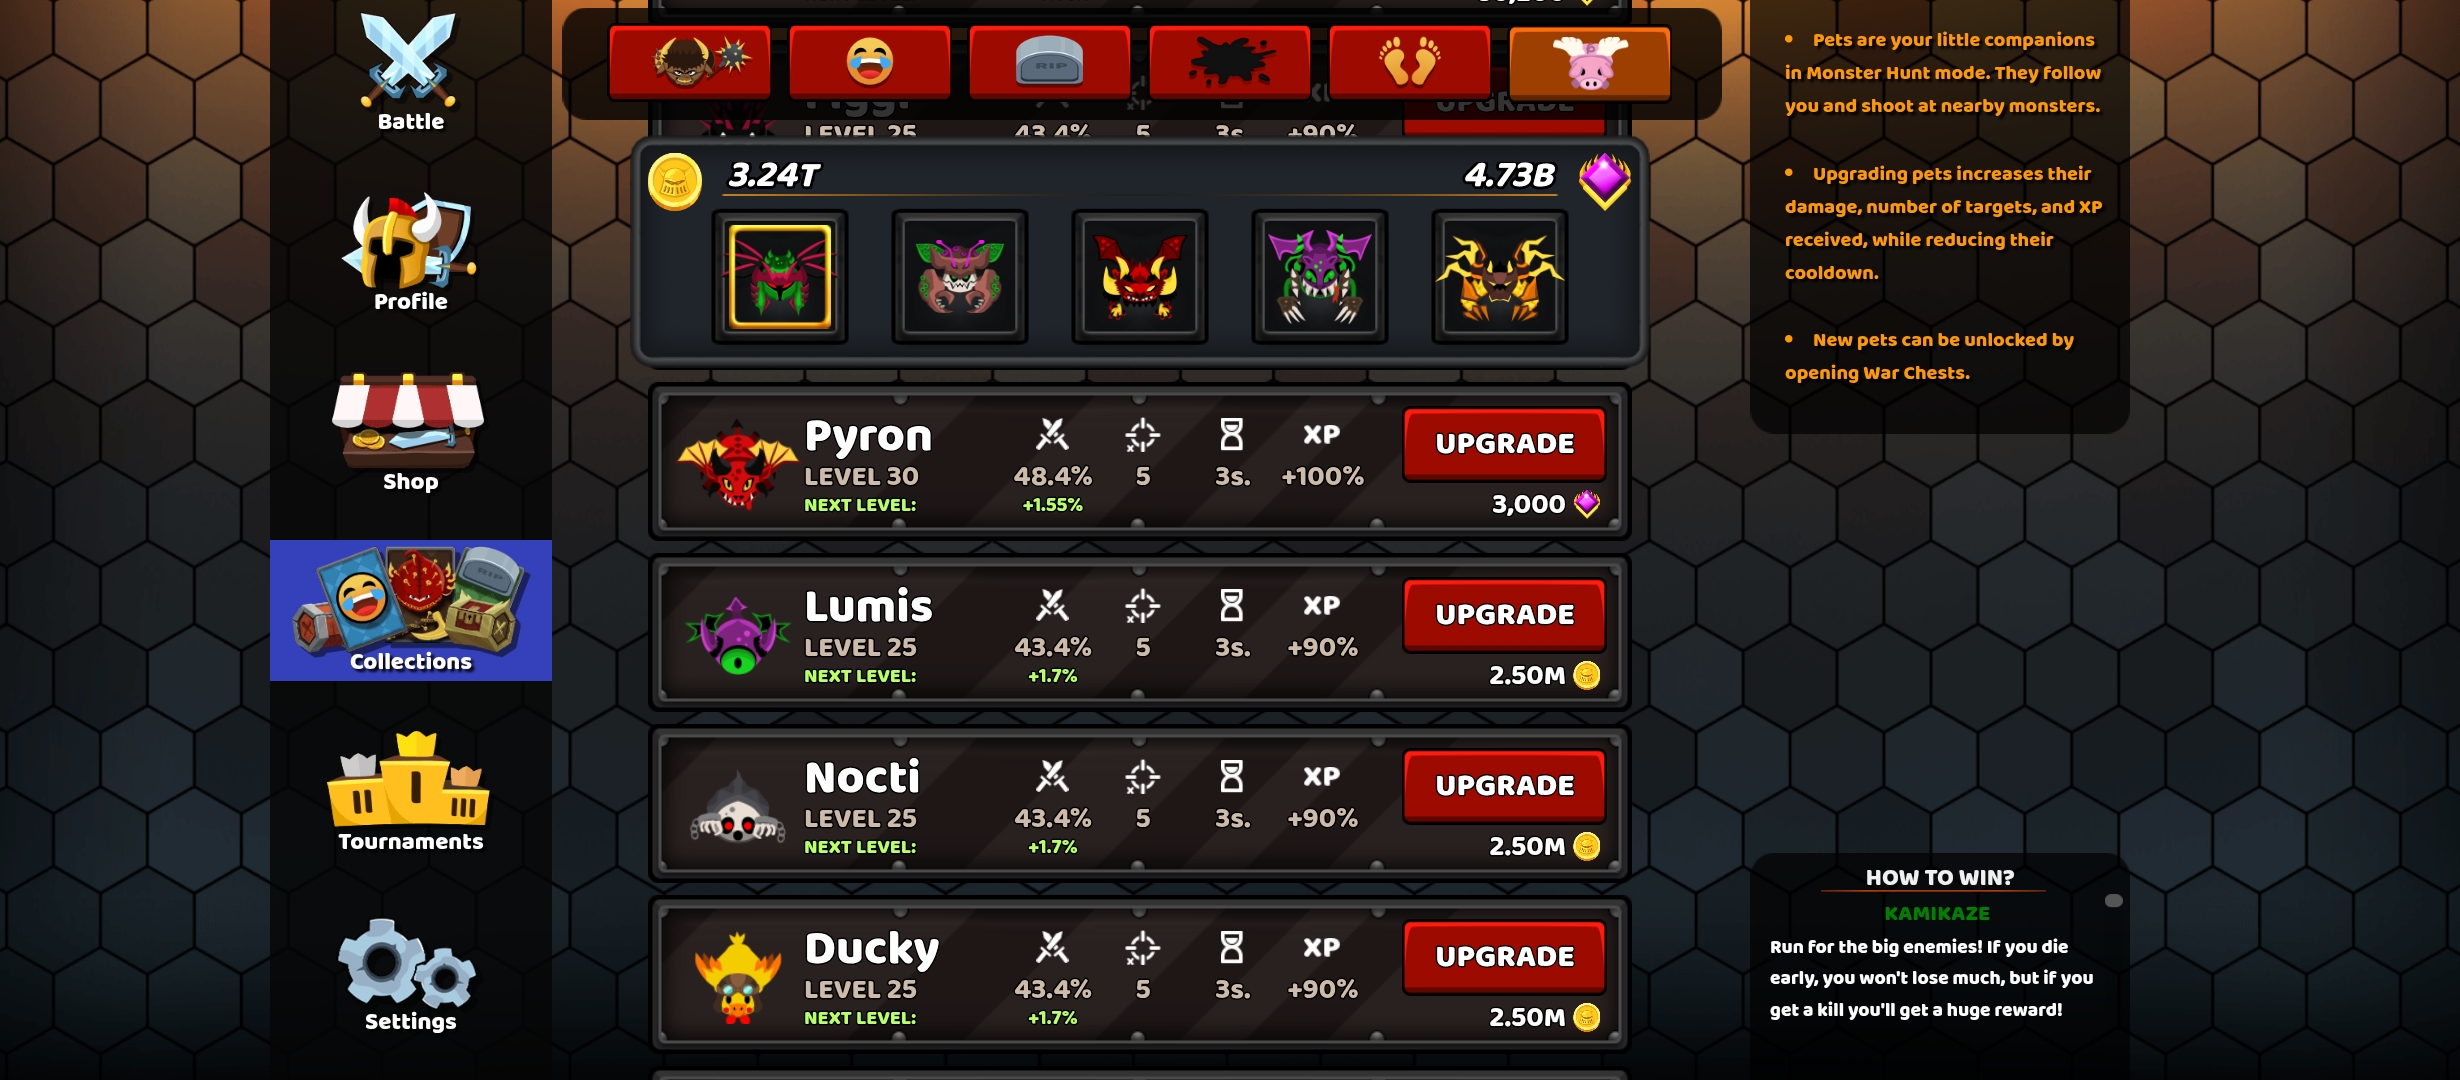 Battle
Profile
Shop
Collections
Tournaments
Settings
RIP
LEVEL 25
43.4%
5
3s.
+90%
3.24T
4.73B
Pyron
XP
UPGRADE
LEVEL 30
48.4%
5
3s.
+100%
NEXT LEVEL:
+1.55%
3,000
Lumis
XP
UPGRADE
LEVEL 25
43.4%
5
3s.
+90%
NEXT LEVEL:
+1.7%
2.50M
Nocti
XP
UPGRADE
LEVEL 25
43.4%
5
3s.
+90%
NEXT LEVEL:
+1.7%
2.50M
Ducky
XP
UPGRADE
LEVEL 25
43.4%
5
3s.
+90%
NEXT LEVEL:
+1.7%
2.50M
• Pets are your little companions
in Monster Hunt mode. They follow
you and shoot at nearby monsters.
• Upgrading pets increases their
damage, number of targets, and XP
received, while reducing their
cooldown.
• New pets can be unlocked by
opening War Chests.
HOW TO WIN?
KAMIKAZE
Run for the big enemies! If you die
early, you won't lose much, but if you
get a kill you'll get a huge reward!